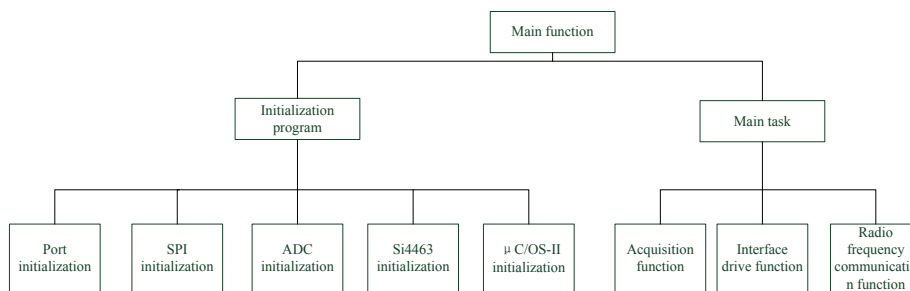 Main function
Initialization
program
Main task
Port
initialization
SPI
initialization
ADC
initialization
Si4463
initialization
μC/OS-II
initialization
Acquisition
function
Interface
drive function
Radio
frequency
communicati
n function